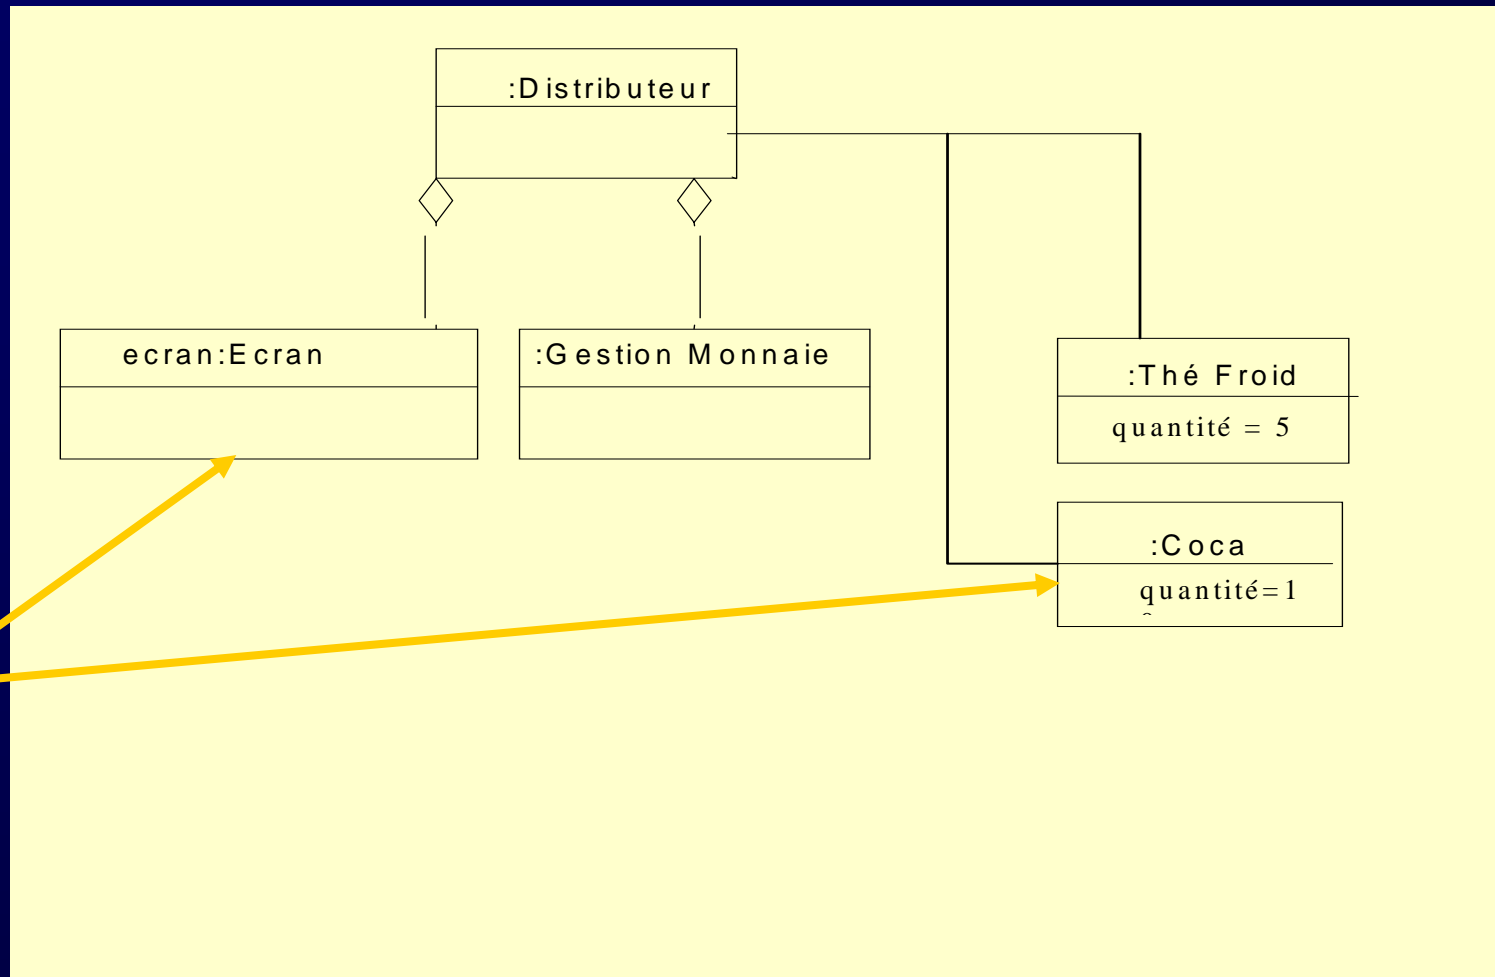 :Distributeur
ecran:Ecran
:Gestion Monnaie
:Thé Froid
quantité = 5
:Coca
quantité=1